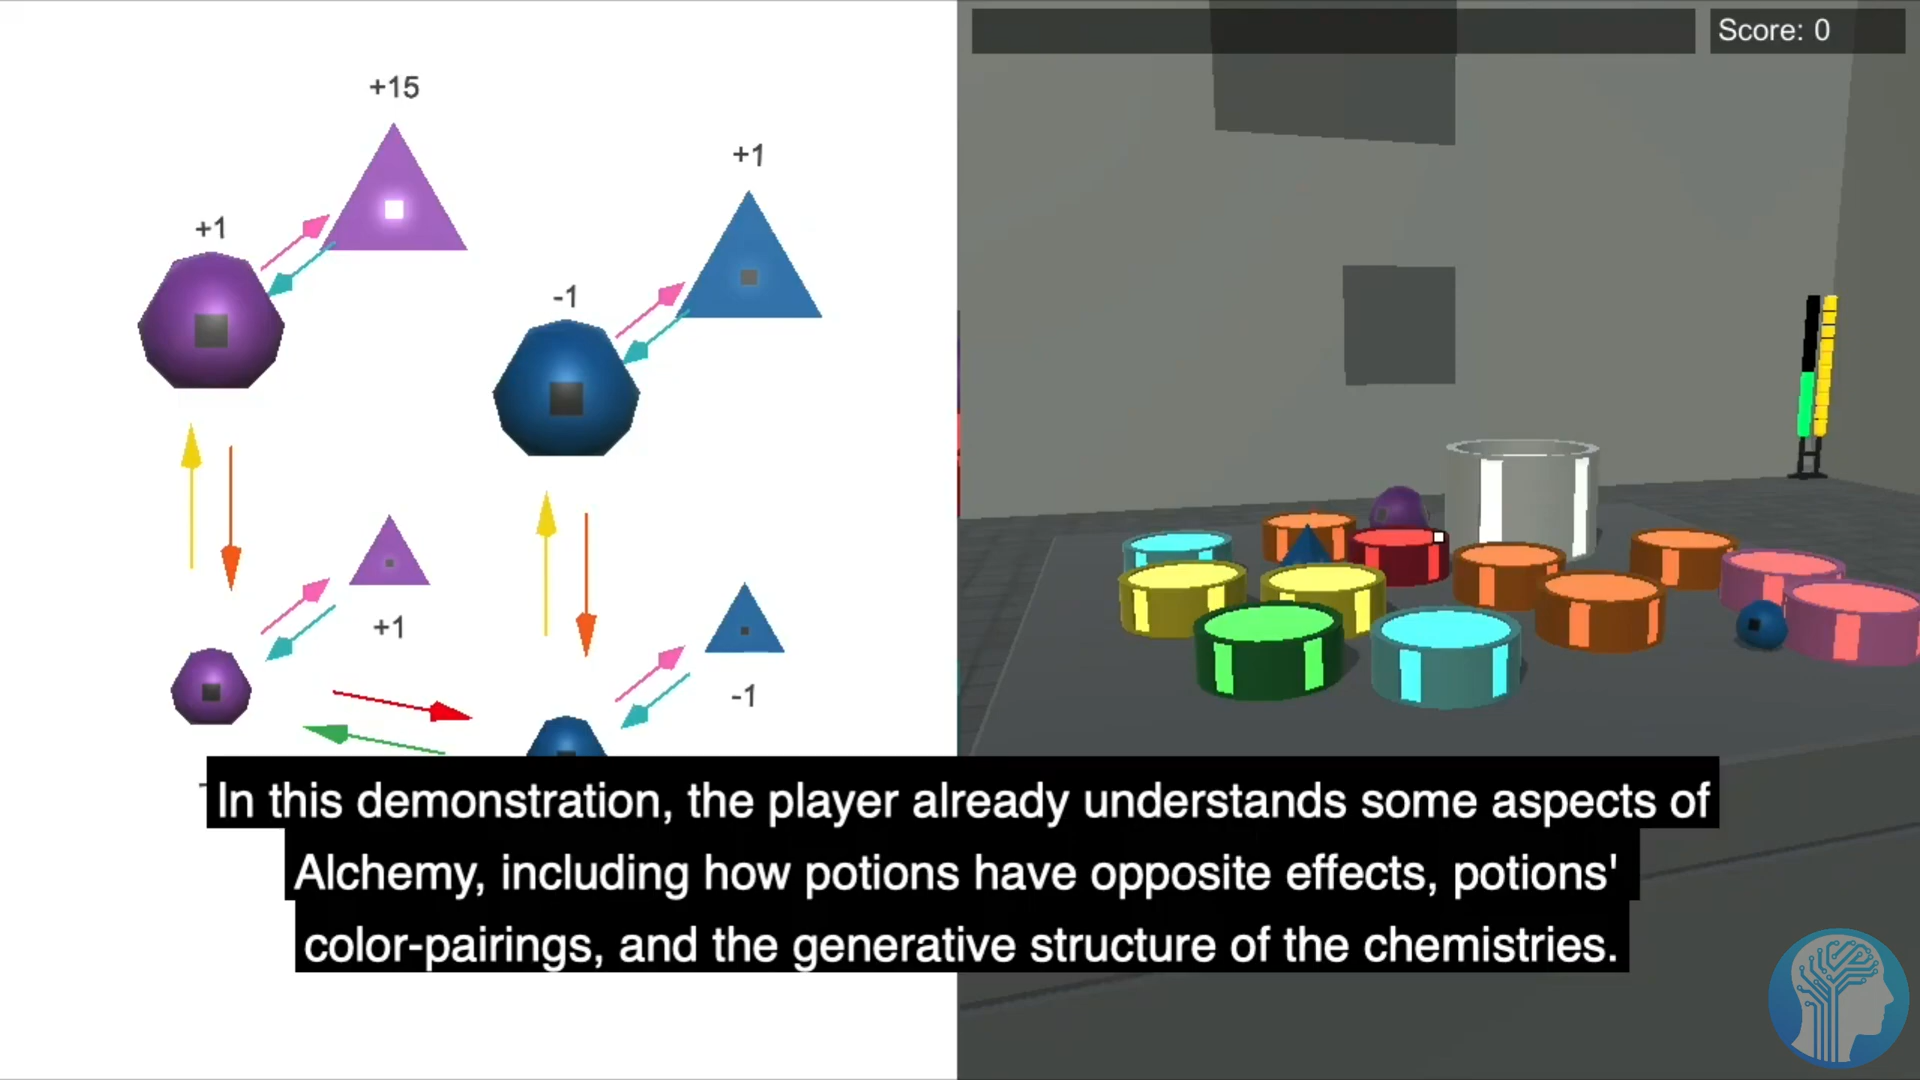 Score: 0
+15
+1
+1
-1
+1
-1
In this demonstration, the player already understands some aspects of
Alchemy, including how potions have opposite effects, potions'
color-pairings, and the generative structure of the chemistries.